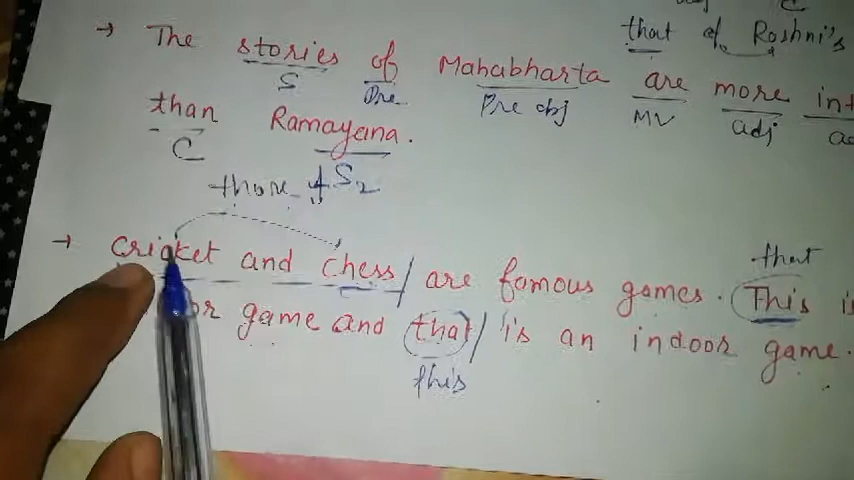 that of Roshni's
→ The stories of Mahabharta are more
S Pre Pre obj MV adj
than Ramayana.
C S2
those of
that
→ Cricket and chess / are famous games. This
game and that / is an indoor game.
this